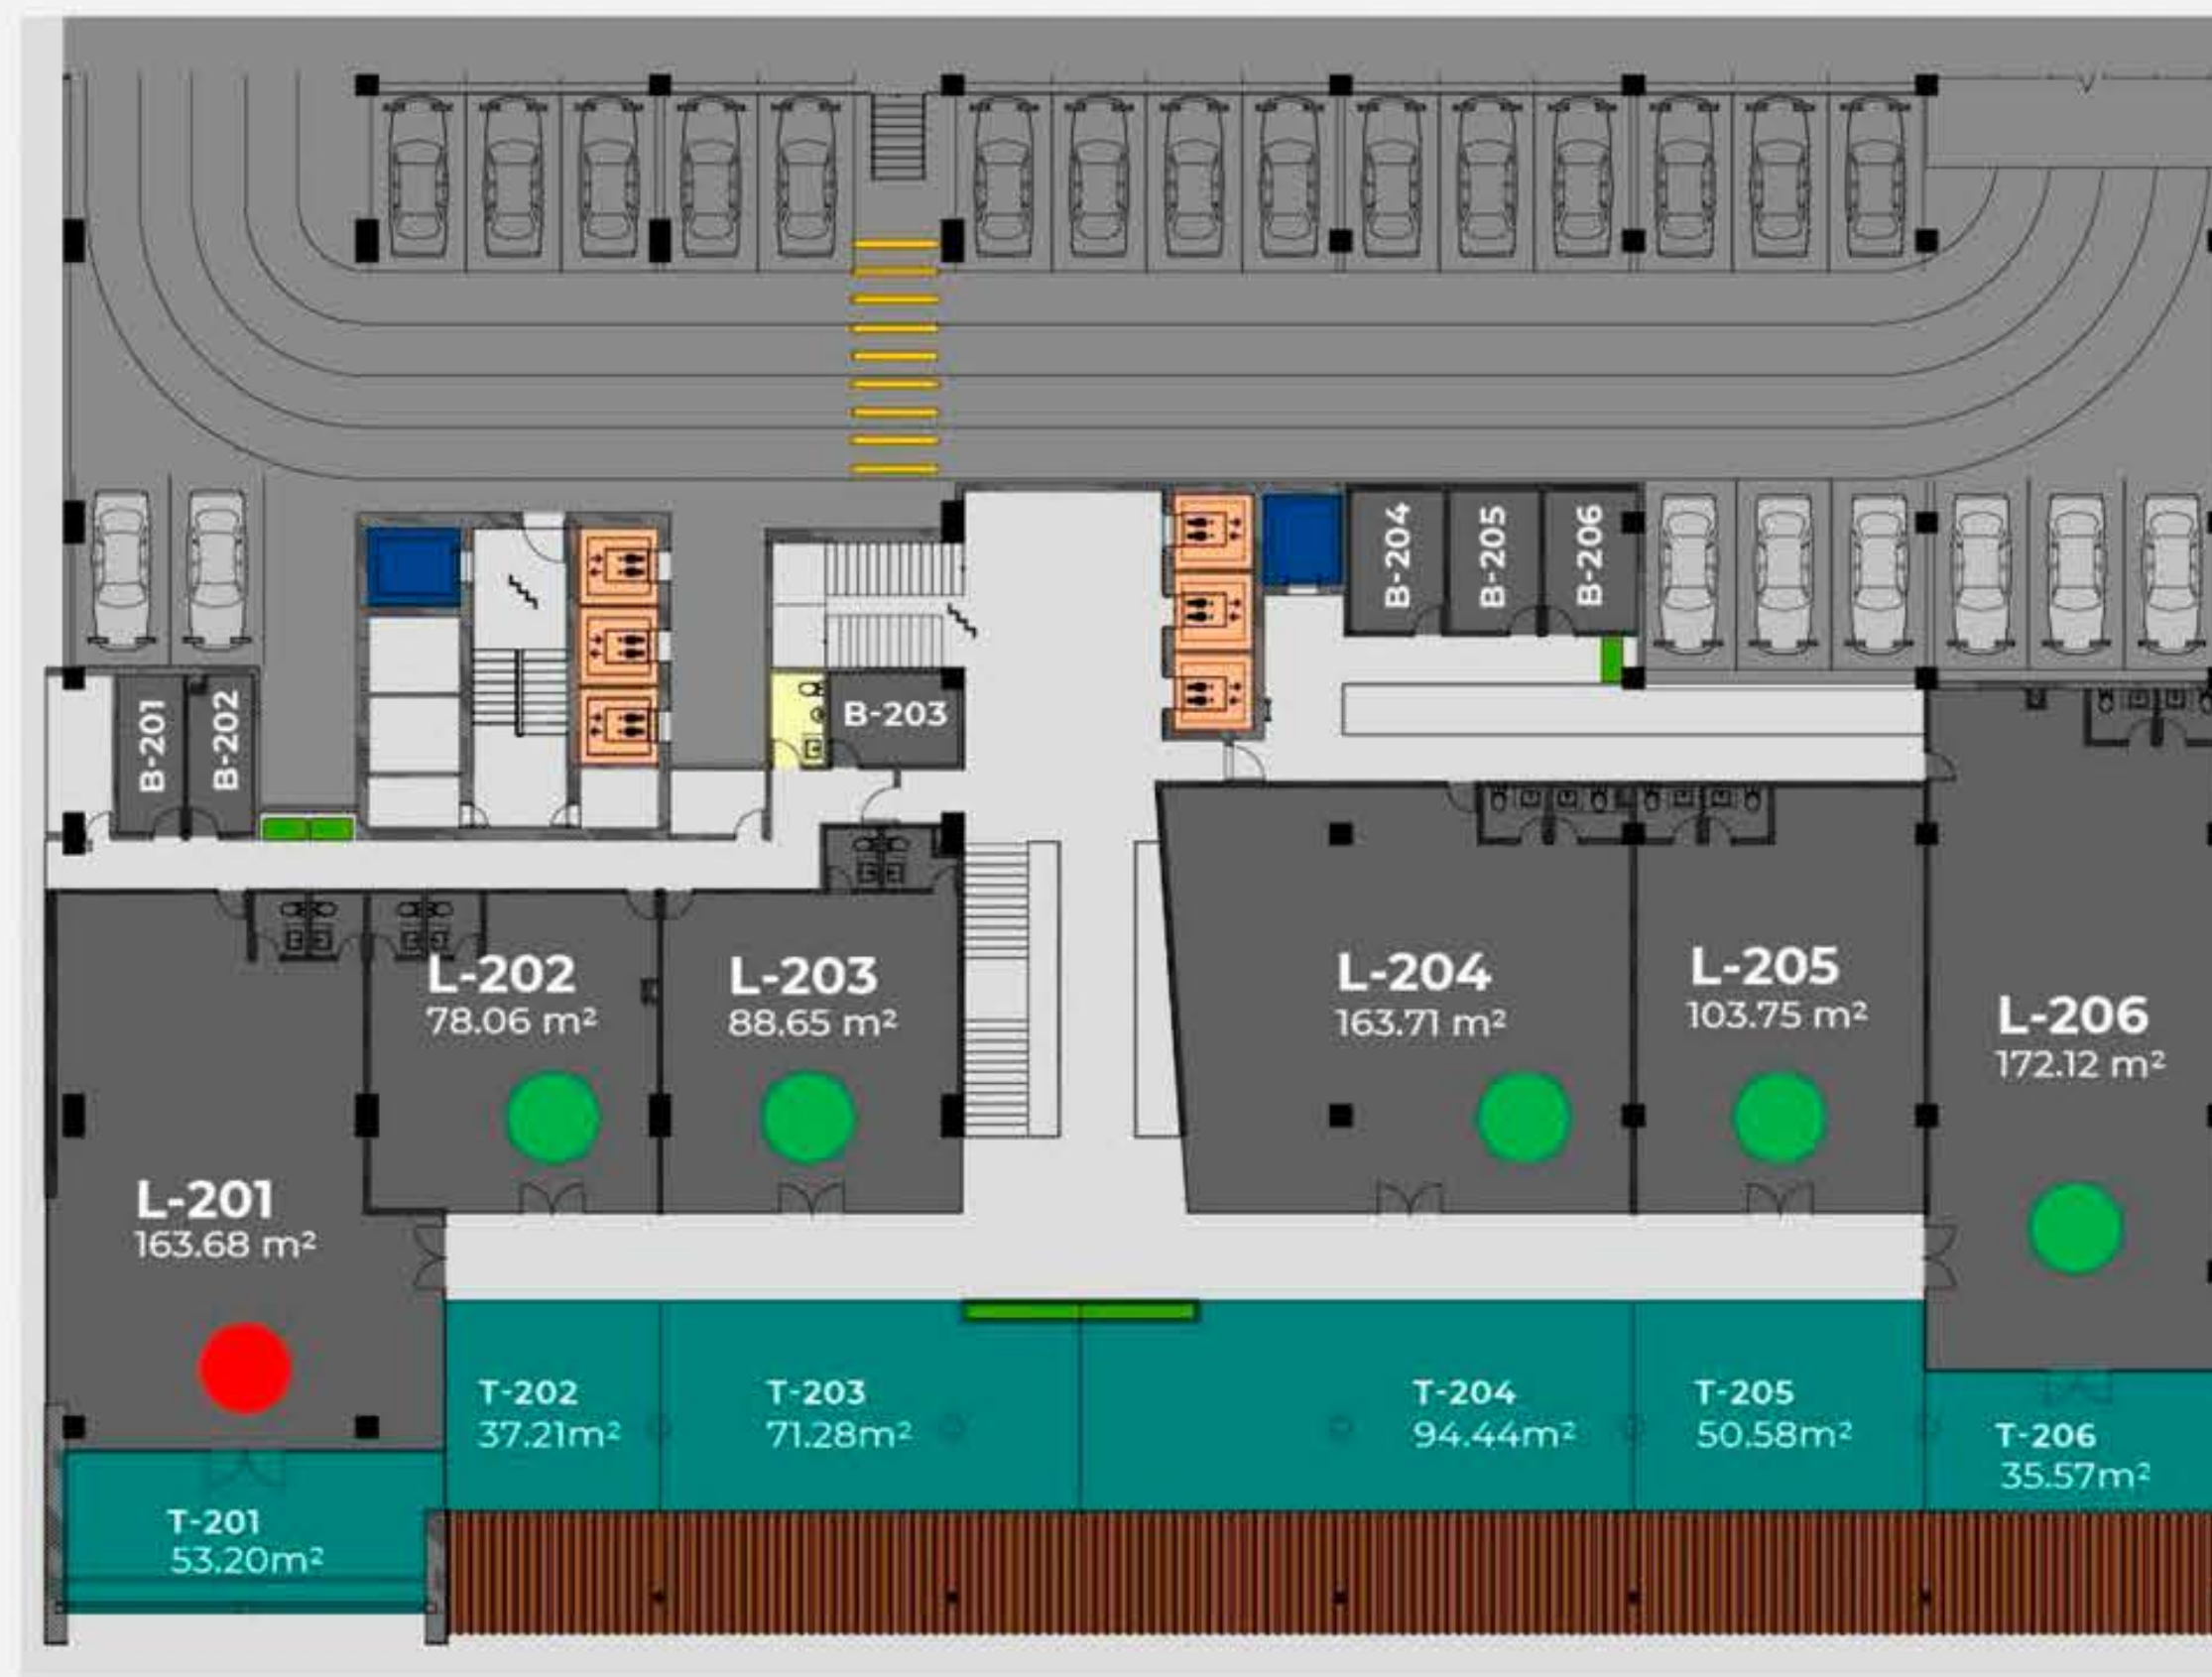 B-204
B-205
B-206
B-201
B-202
B-203
L-202
78.06 m²
L-203
88.65 m²
L-204
163.71 m²
L-205
103.75 m²
L-206
172.12 m²
L-201
163.68 m²
T-202
37.21m²
T-203
71.28m²
T-204
94.44m²
T-205
50.58m²
T-206
35.57m²
T-201
53.20m²